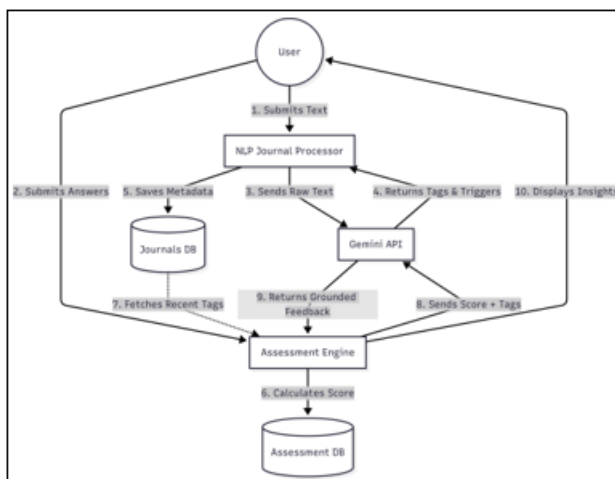 User
1. Submits Text
NLP Journal Processor
2. Submits Answers
5. Saves Metadata
3. Sends Raw Text
4. Returns Tags & Triggers
10. Displays Insights
Journals DB
Gemini API
7. Fetches Recent Tags
9. Returns Grounded
Feedback
8. Sends Score + Tags
Assessment Engine
6. Calculates Score
Assessment DB